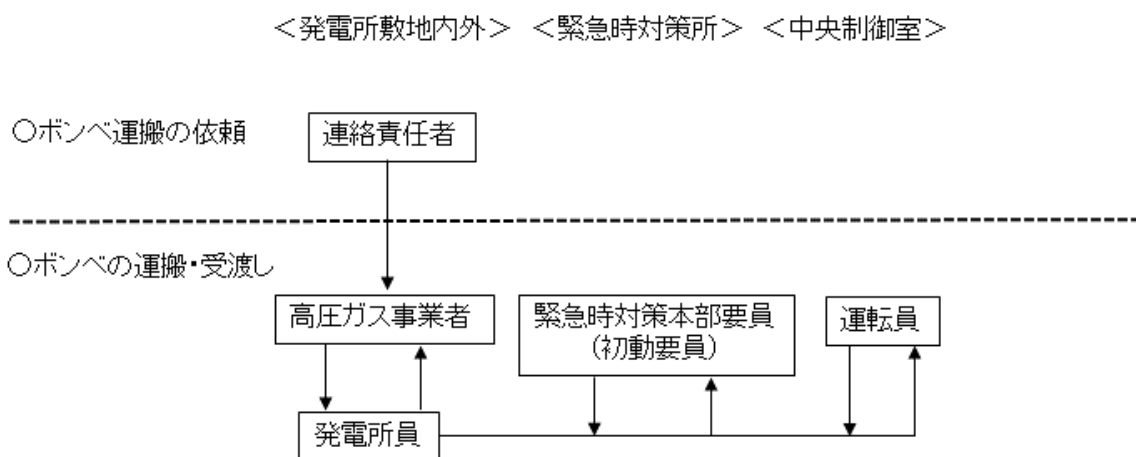 ＜発電所敷地内外＞ ＜緊急時対策所＞ ＜中央制御室＞
○ボンベ運搬の依頼
連絡責任者
○ボンベの運搬・受渡し
高圧ガス事業者
緊急時対策本部要員
（初動要員）
運転員
発電所員